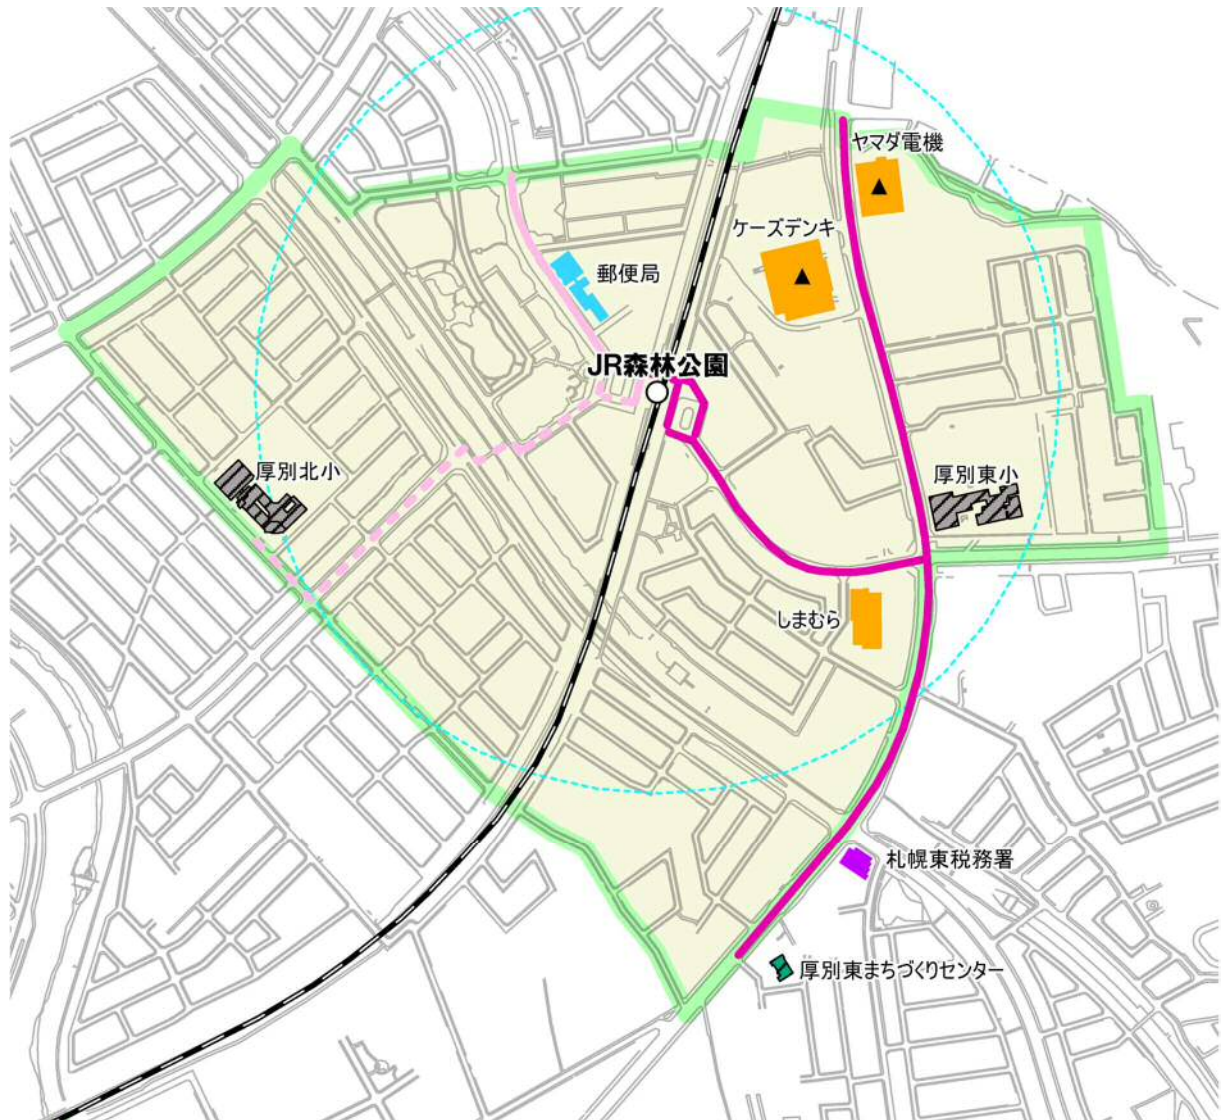 ヤマダ電機
ケーズデンキ
郵便局
JR森林公園
厚別北小
厚別東小
しまむら
札幌東税務署
厚別東まちづくりセンター